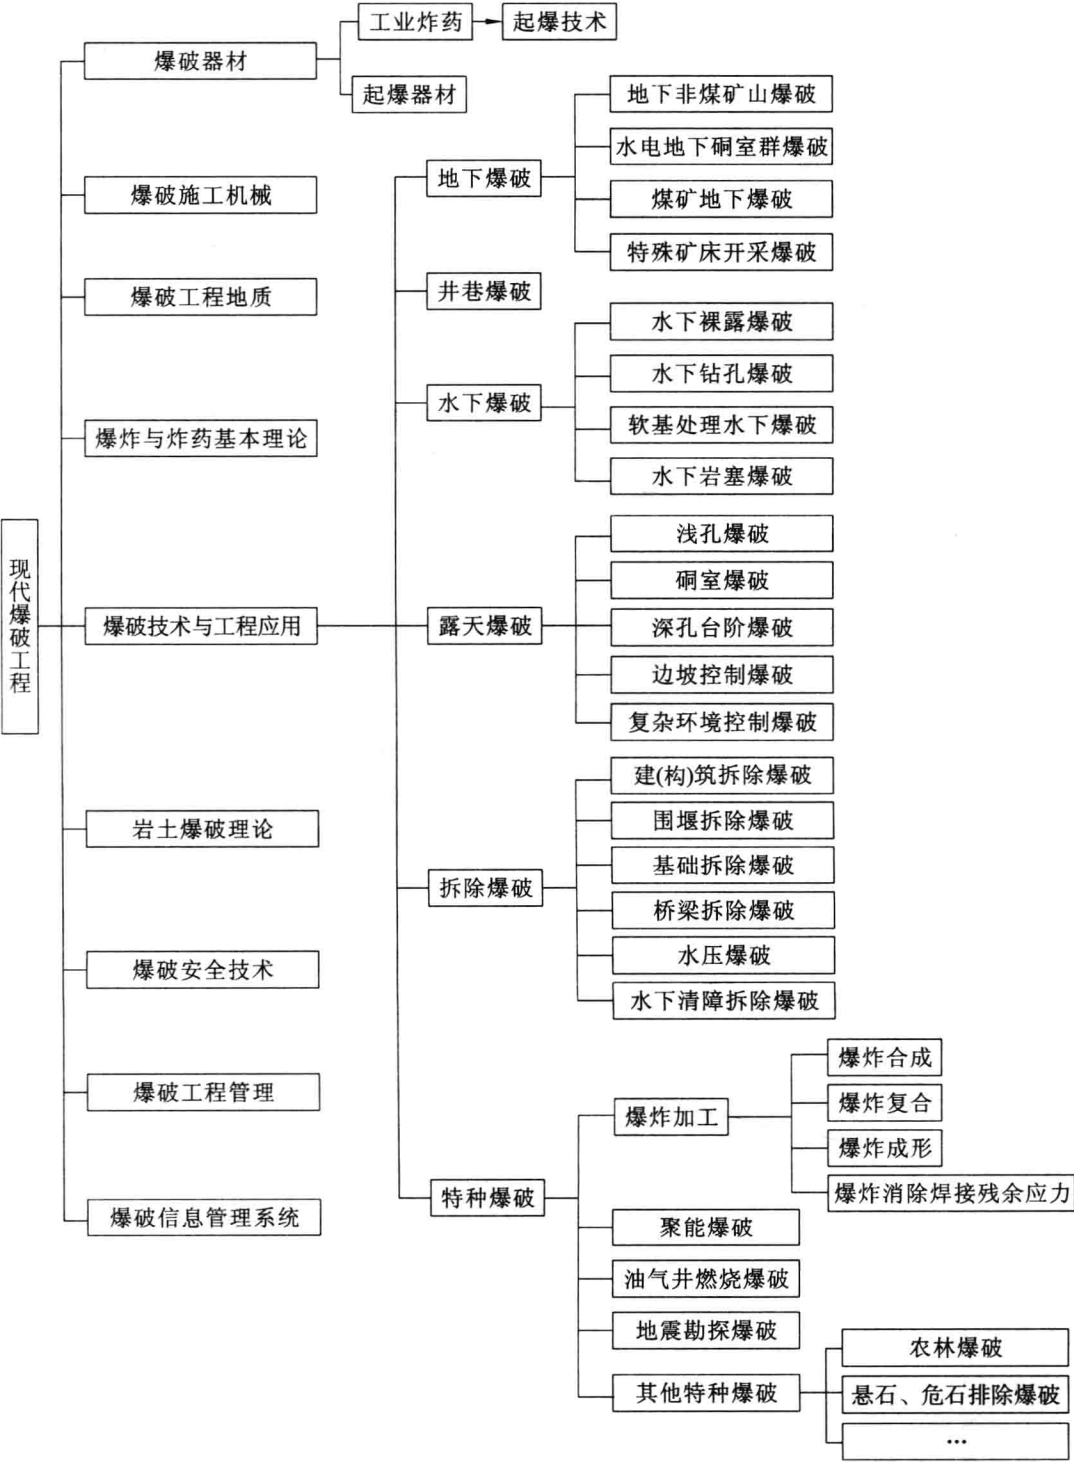 现代爆破工程
爆破器材
工业炸药
起爆技术
起爆器材
爆破施工机械
爆破工程地质
爆炸与炸药基本理论
爆破技术与工程应用
地下爆破
地下非煤矿山爆破
水电地下硐室群爆破
煤矿地下爆破
特殊矿床开采爆破
井巷爆破
水下爆破
水下裸露爆破
水下钻孔爆破
软基处理水下爆破
水下岩塞爆破
露天爆破
浅孔爆破
硐室爆破
深孔台阶爆破
边坡控制爆破
复杂环境控制爆破
拆除爆破
建(构)筑拆除爆破
围堰拆除爆破
基础拆除爆破
桥梁拆除爆破
水压爆破
水下清障拆除爆破
特种爆破
爆炸加工
爆炸合成
爆炸复合
爆炸成形
爆炸消除焊接残余应力
聚能爆破
油气井燃烧爆破
地震勘探爆破
其他特种爆破
农林爆破
悬石、危石排除爆破
…
岩土爆破理论
爆破安全技术
爆破工程管理
爆破信息管理系统